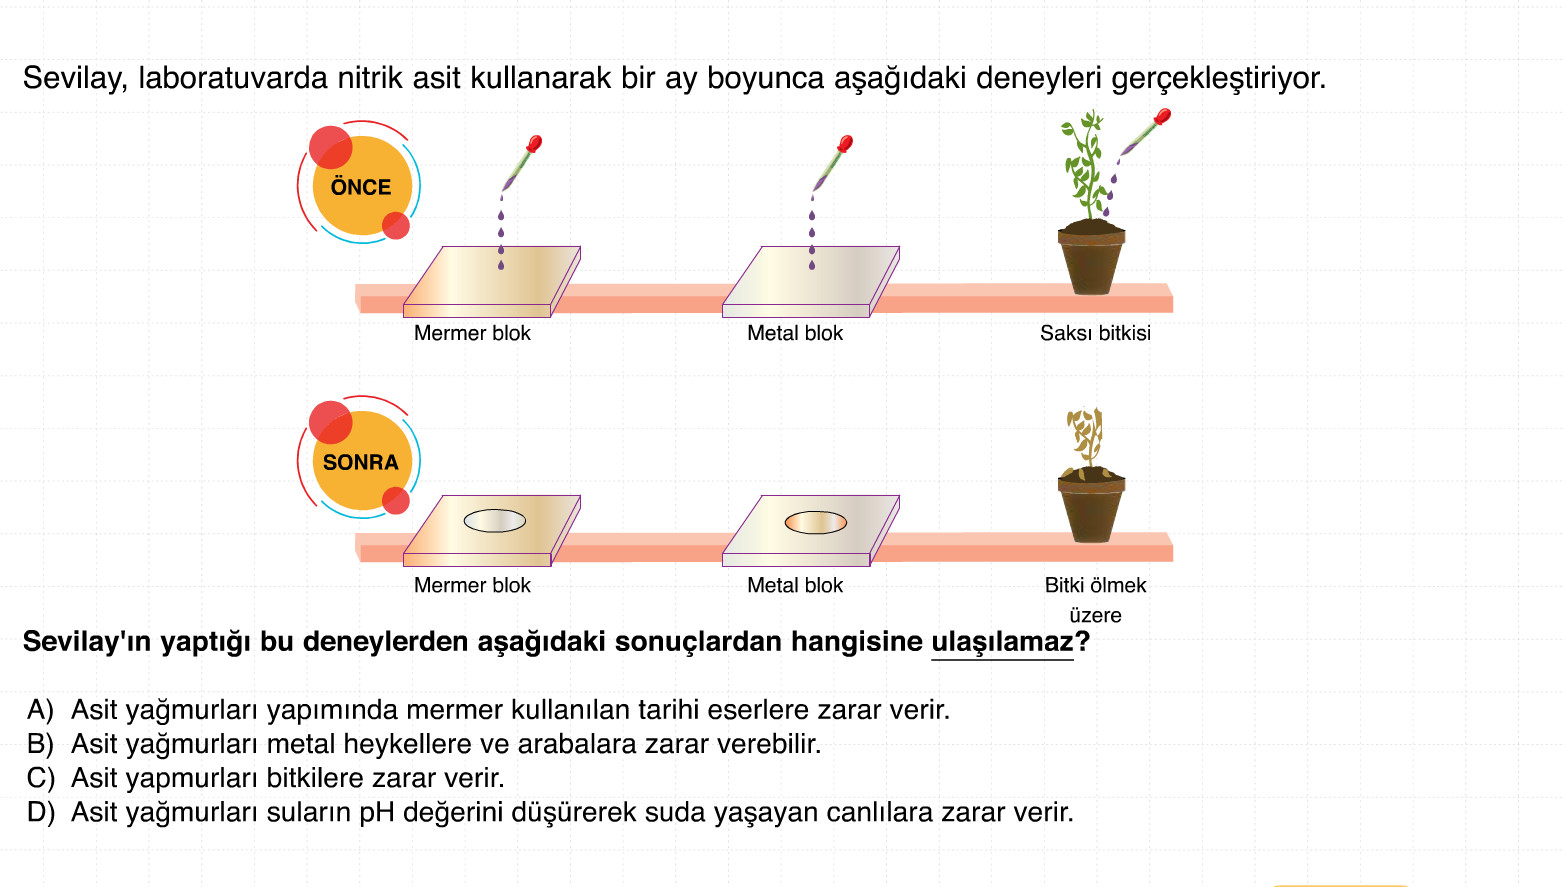 Sevilay, laboratuvarda nitrik asit kullanarak bir ay boyunca aşağıdaki deneyleri gerçekleştiriyor.
ÖNCE
Mermer blok
Metal blok
Saksı bitkisi
SONRA
Mermer blok
Metal blok
Bitki ölmek
üzere
Sevilay'ın yaptığı bu deneylerden aşağıdaki sonuçlardan hangisine ulaşılamaz?
A) Asit yağmurları yapımında mermer kullanılan tarihi eserlere zarar verir.
B) Asit yağmurları metal heykellere ve arabalara zarar verebilir.
C) Asit yapmurları bitkilere zarar verir.
D) Asit yağmurları suların pH değerini düşürerek suda yaşayan canlılara zarar verir.